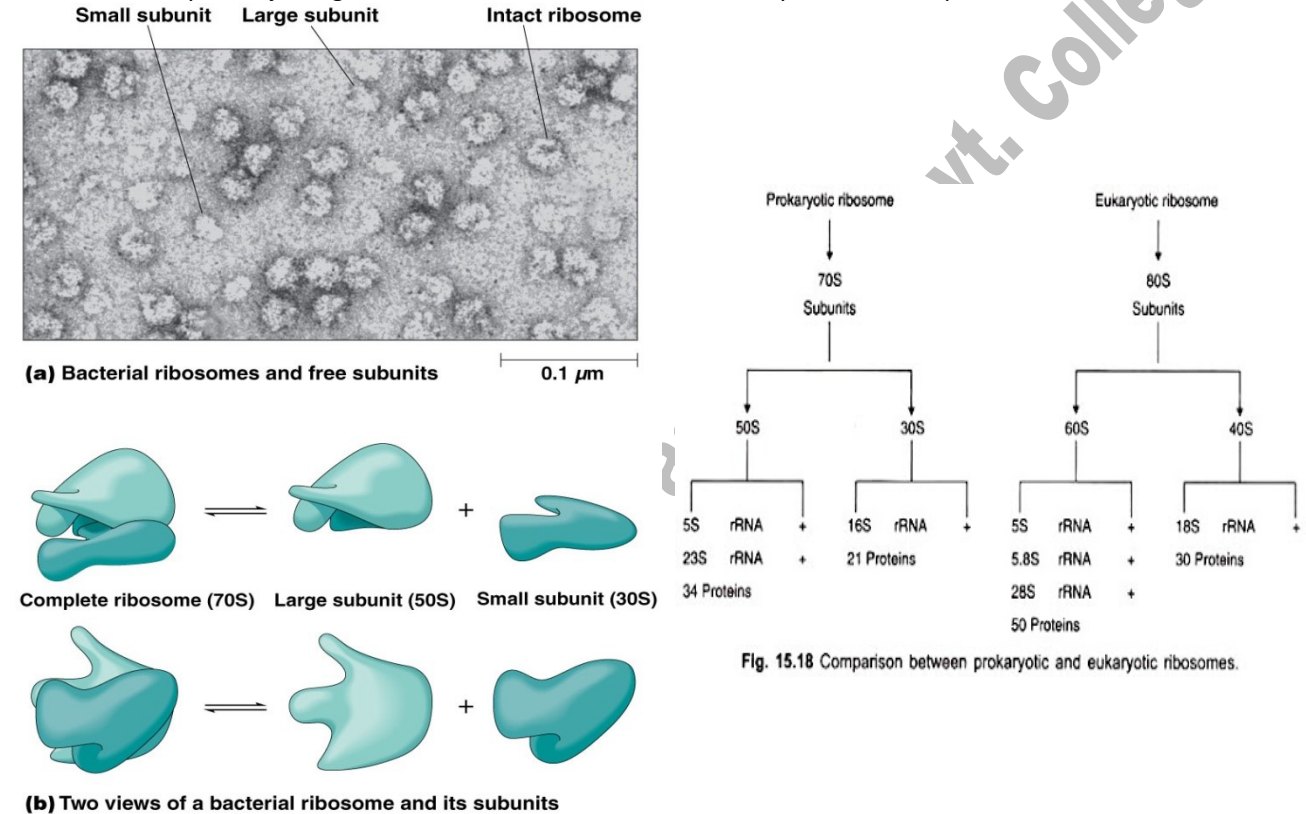 Small subunit Large subunit Intact ribosome
(a) Bacterial ribosomes and free subunits
0.1 µm
Complete ribosome (70S) Large subunit (50S) Small subunit (30S)
+
+
(b) Two views of a bacterial ribosome and its subunits
vt. Colleg
Prokaryotic ribosome Eukaryotic ribosome
70S 80S
Subunits Subunits
50S 30S 60S 40S
5S rRNA + 16S rRNA + 5S rRNA + 18S rRNA +
23S rRNA + 21 Proteins 5.8S rRNA + 30 Proteins
34 Proteins 28S rRNA +
50 Proteins
Fig. 15.18 Comparison between prokaryotic and eukaryotic ribosomes.